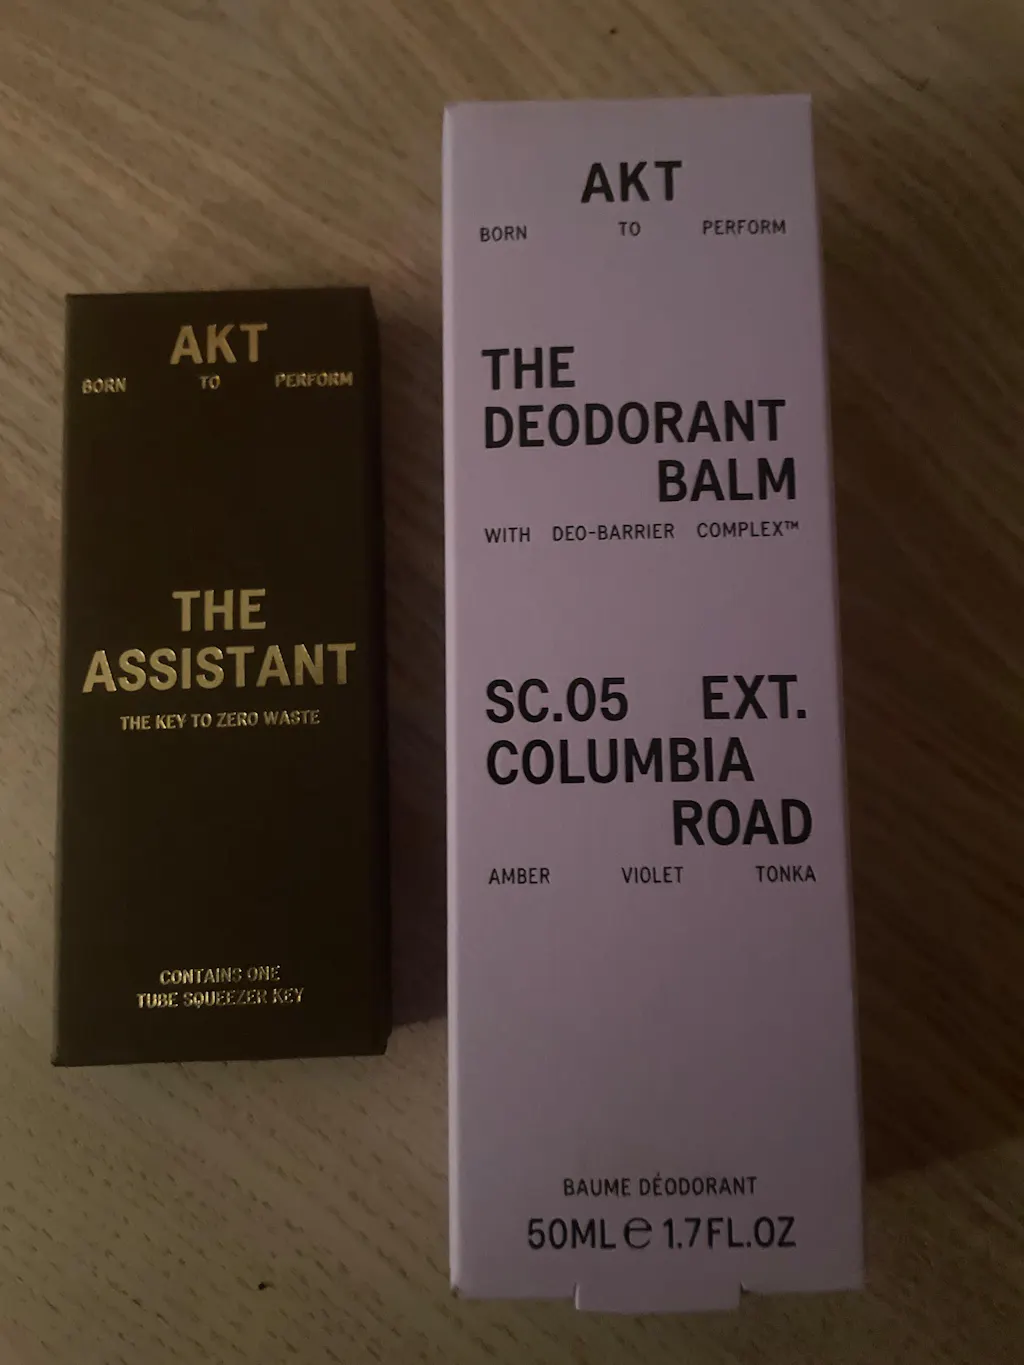 AKT
BORN TO PERFORM
THE
ASSISTANT
THE KEY TO ZERO WASTE
CONTAINS ONE
TUBE SQUEEZER KEY
AKT
BORN TO PERFORM
THE
DEODORANT
BALM
WITH DEO-BARRIER COMPLEX™
SC.05 EXT.
COLUMBIA
ROAD
AMBER VIOLET TONKA
BAUME DÉODORANT
50ML ℮ 1.7FL.OZ